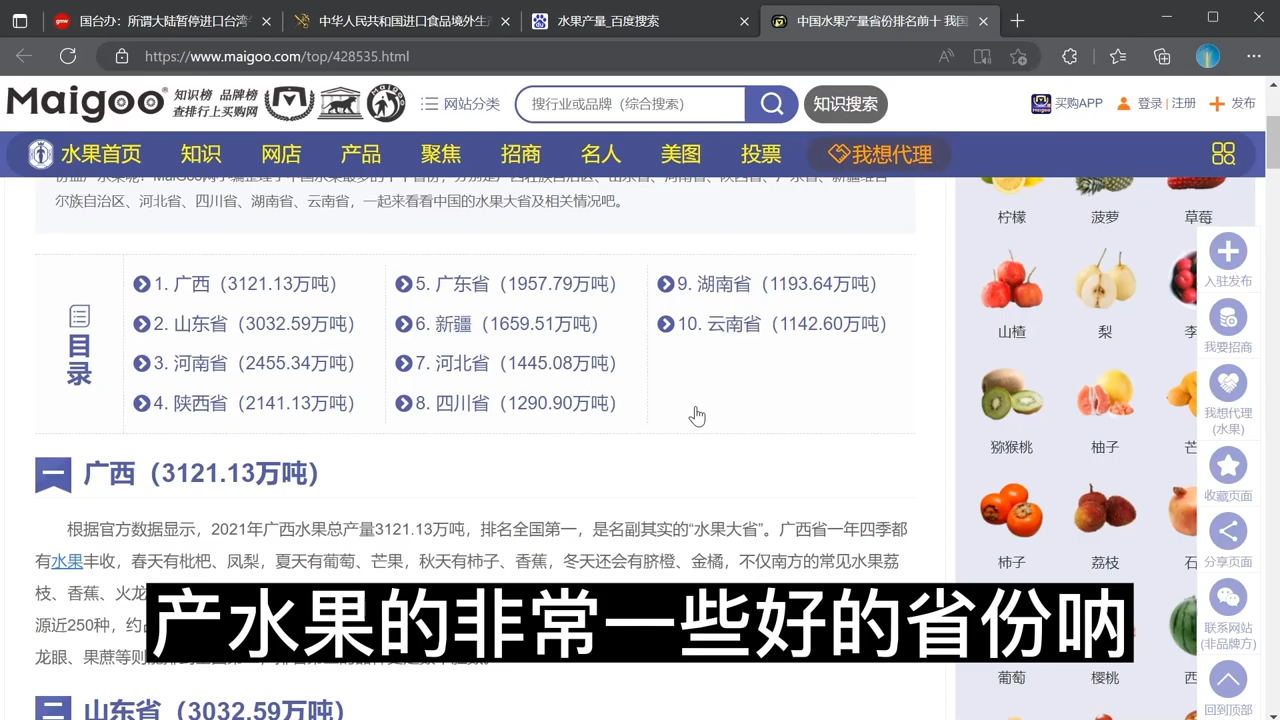 国台办：所谓大陆暂停进口台湾
中华人民共和国进口食品境外生产
水果产量_百度搜索
中国水果产量省份排名前十 我国
https://www.maigoo.com/top/428535.html
Maigoo
知识榜 品牌榜
查排行上买购网
网站分类
搜行业或品牌（综合搜索）
知识搜索
买购APP
登录 | 注册
发布
水果首页 知识 网店 产品 聚焦 招商 名人 美图 投票 我想代理
尔族自治区、河北省、四川省、湖南省、云南省，一起来看看中国的水果大省及相关情况吧。
目录
1. 广西（3121.13万吨）
2. 山东省（3032.59万吨）
3. 河南省（2455.34万吨）
4. 陕西省（2141.13万吨）
5. 广东省（1957.79万吨）
6. 新疆（1659.51万吨）
7. 河北省（1445.08万吨）
8. 四川省（1290.90万吨）
9. 湖南省（1193.64万吨）
10. 云南省（1142.60万吨）
一 广西（3121.13万吨）
根据官方数据显示，2021年广西水果总产量3121.13万吨，排名全国第一，是名副其实的“水果大省”。广西省一年四季都
有水果丰收，春天有枇杷、凤梨，夏天有葡萄、芒果，秋天有柿子、香蕉，冬天还会有脐橙、金橘，不仅南方的常见水果荔
枝、香蕉、火龙
源近250种，约
龙眼、果蔗等
产水果的非常一些好的省份呐
二 山东省（3032.59万吨）
柠檬 菠萝 草莓
山楂 梨 李
猕猴桃 柚子 芒
柿子 荔枝 石
葡萄 樱桃 西
入驻发布
我要招商
我想代理
(水果)
收藏页面
分享页面
联系网站
(非品牌方)
回到顶部